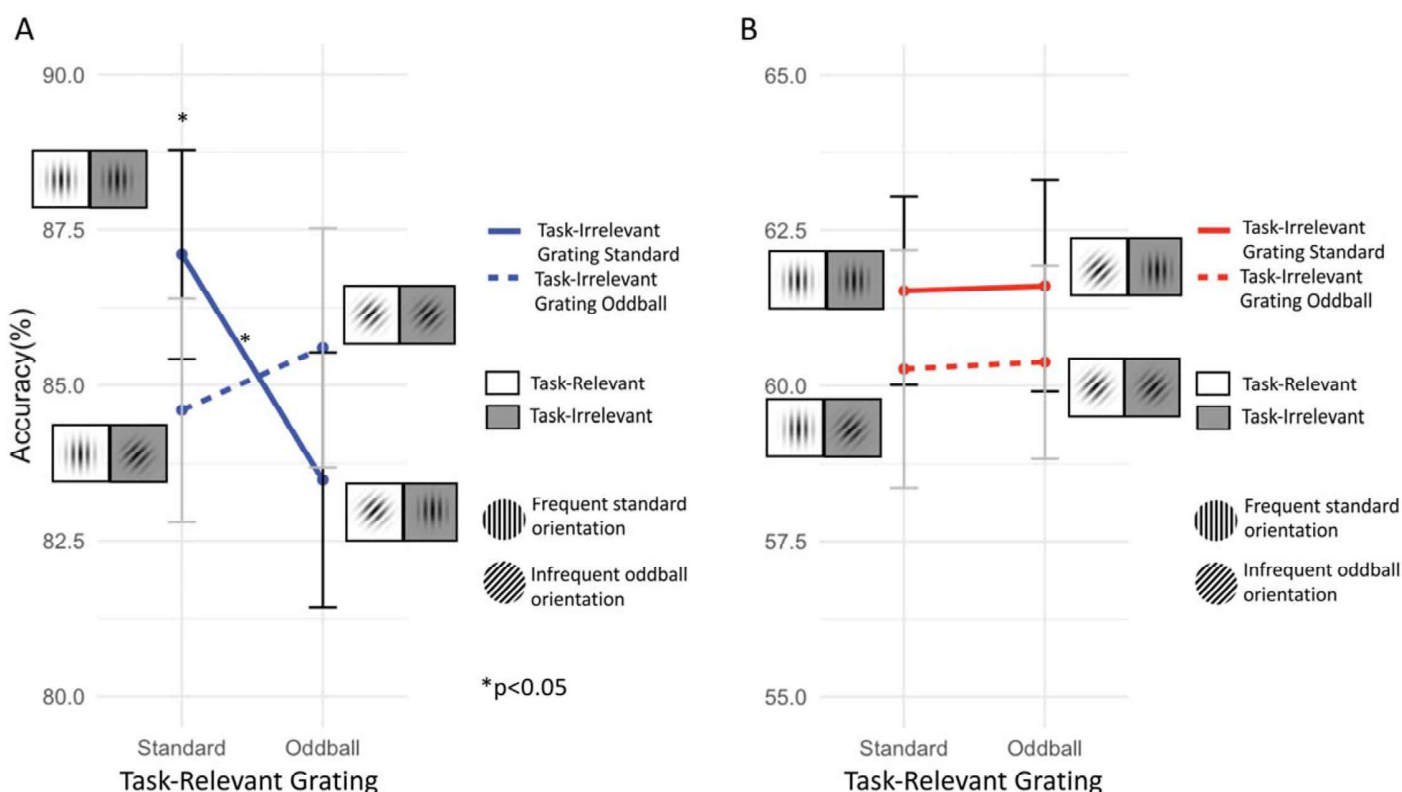 A
90.0
87.5
85.0
82.5
80.0
Accuracy(%)
*
*
Standard
Oddball
Task-Relevant Grating
Task-Irrelevant
Grating Standard
Task-Irrelevant
Grating Oddball
Task-Relevant
Task-Irrelevant
Frequent standard
orientation
Infrequent oddball
orientation
*p<0.05
B
65.0
62.5
60.0
57.5
55.0
Standard
Oddball
Task-Relevant Grating
Task-Irrelevant
Grating Standard
Task-Irrelevant
Grating Oddball
Task-Relevant
Task-Irrelevant
Frequent standard
orientation
Infrequent oddball
orientation